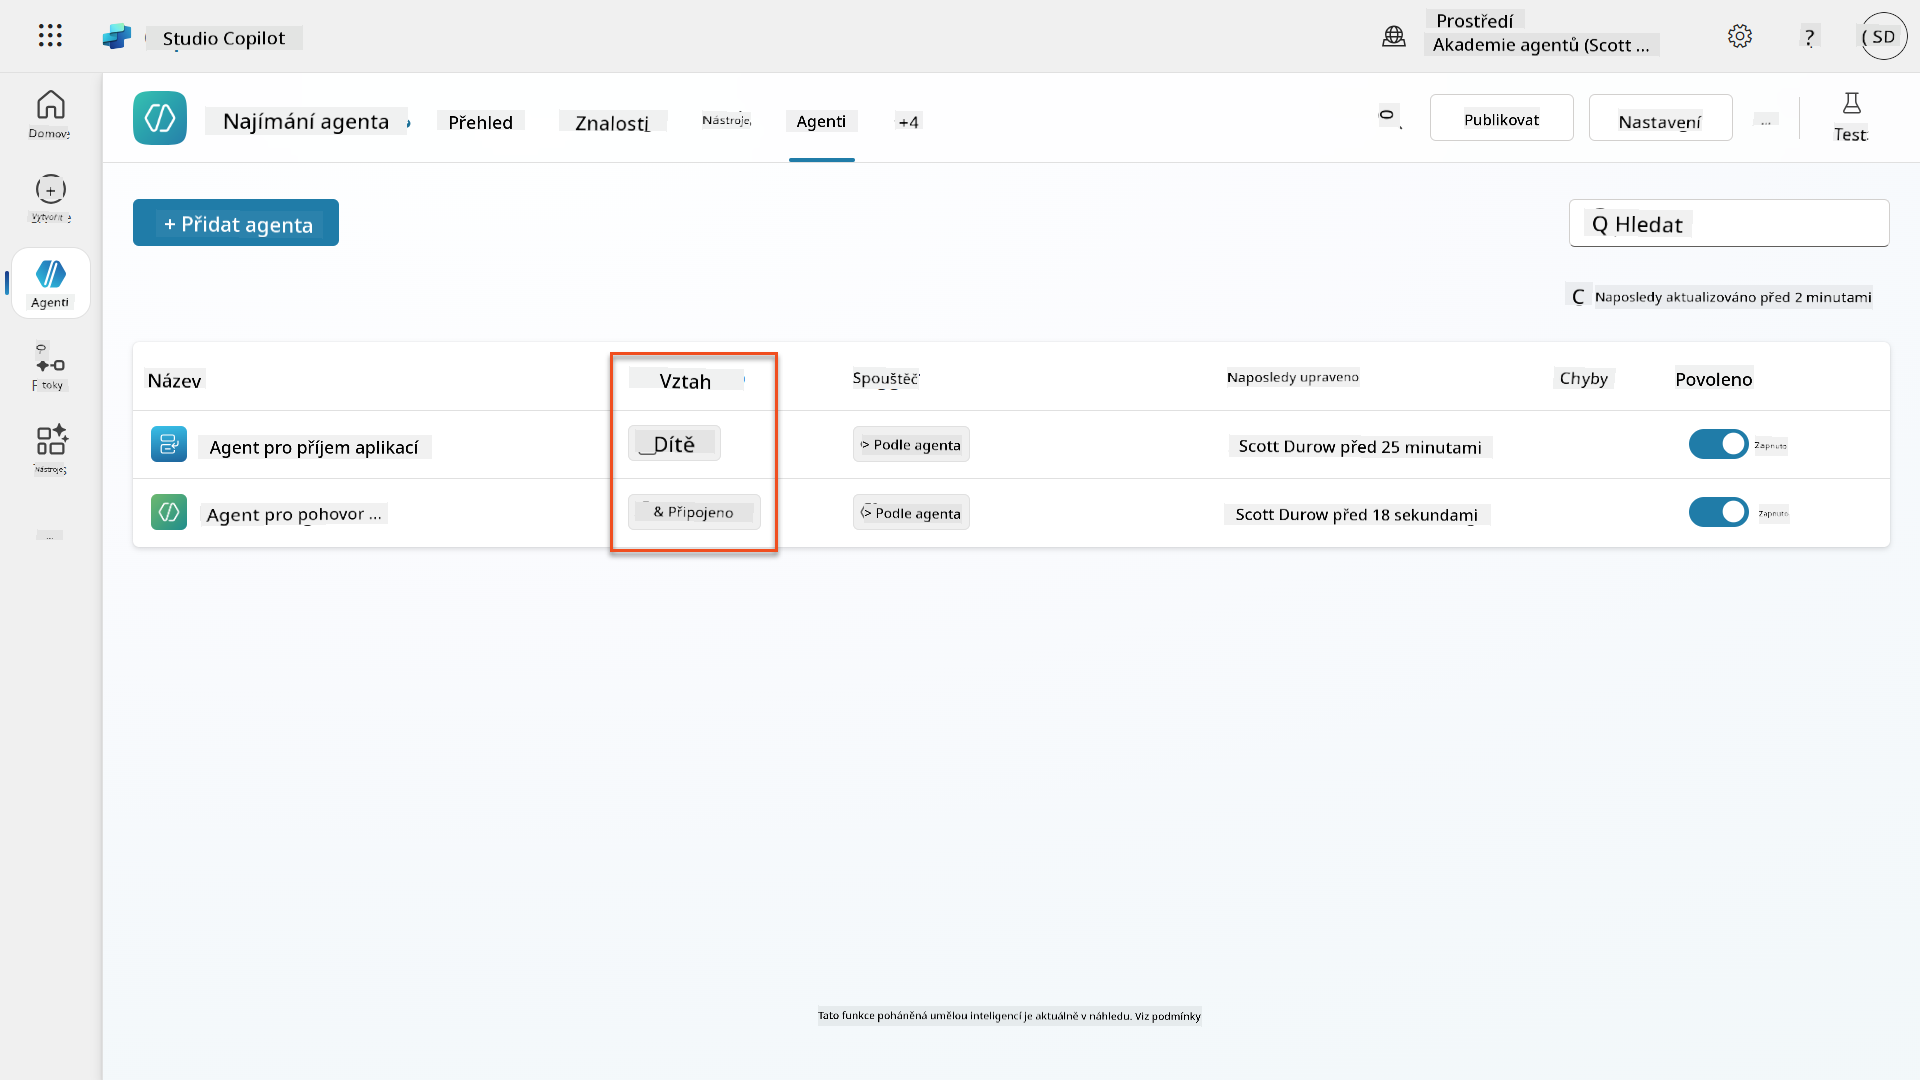 Studio Copilot
Prostředí
Akademie agentů (Scott ...
?
SD
Domov
Vytvořit
Agenti
toky
Nástroje
...
Najímání agenta
Přehled
Znalosti
Nástroje
Agenti
+4
Publikovat
Nastavení
...
Test
+ Přidat agenta
Q Hledat
C Naposledy aktualizováno před 2 minutami
Název
Vztah
Spouštěč
Naposledy upraveno
Chyby
Povoleno
Agent pro příjem aplikací
Dítě
Podle agenta
Scott Durow před 25 minutami
Zapnuto
Agent pro pohovor ...
& Připojeno
Podle agenta
Scott Durow před 18 sekundami
Zapnuto
Tato funkce poháněná umělou inteligencí je aktuálně v náhledu. Viz podmínky